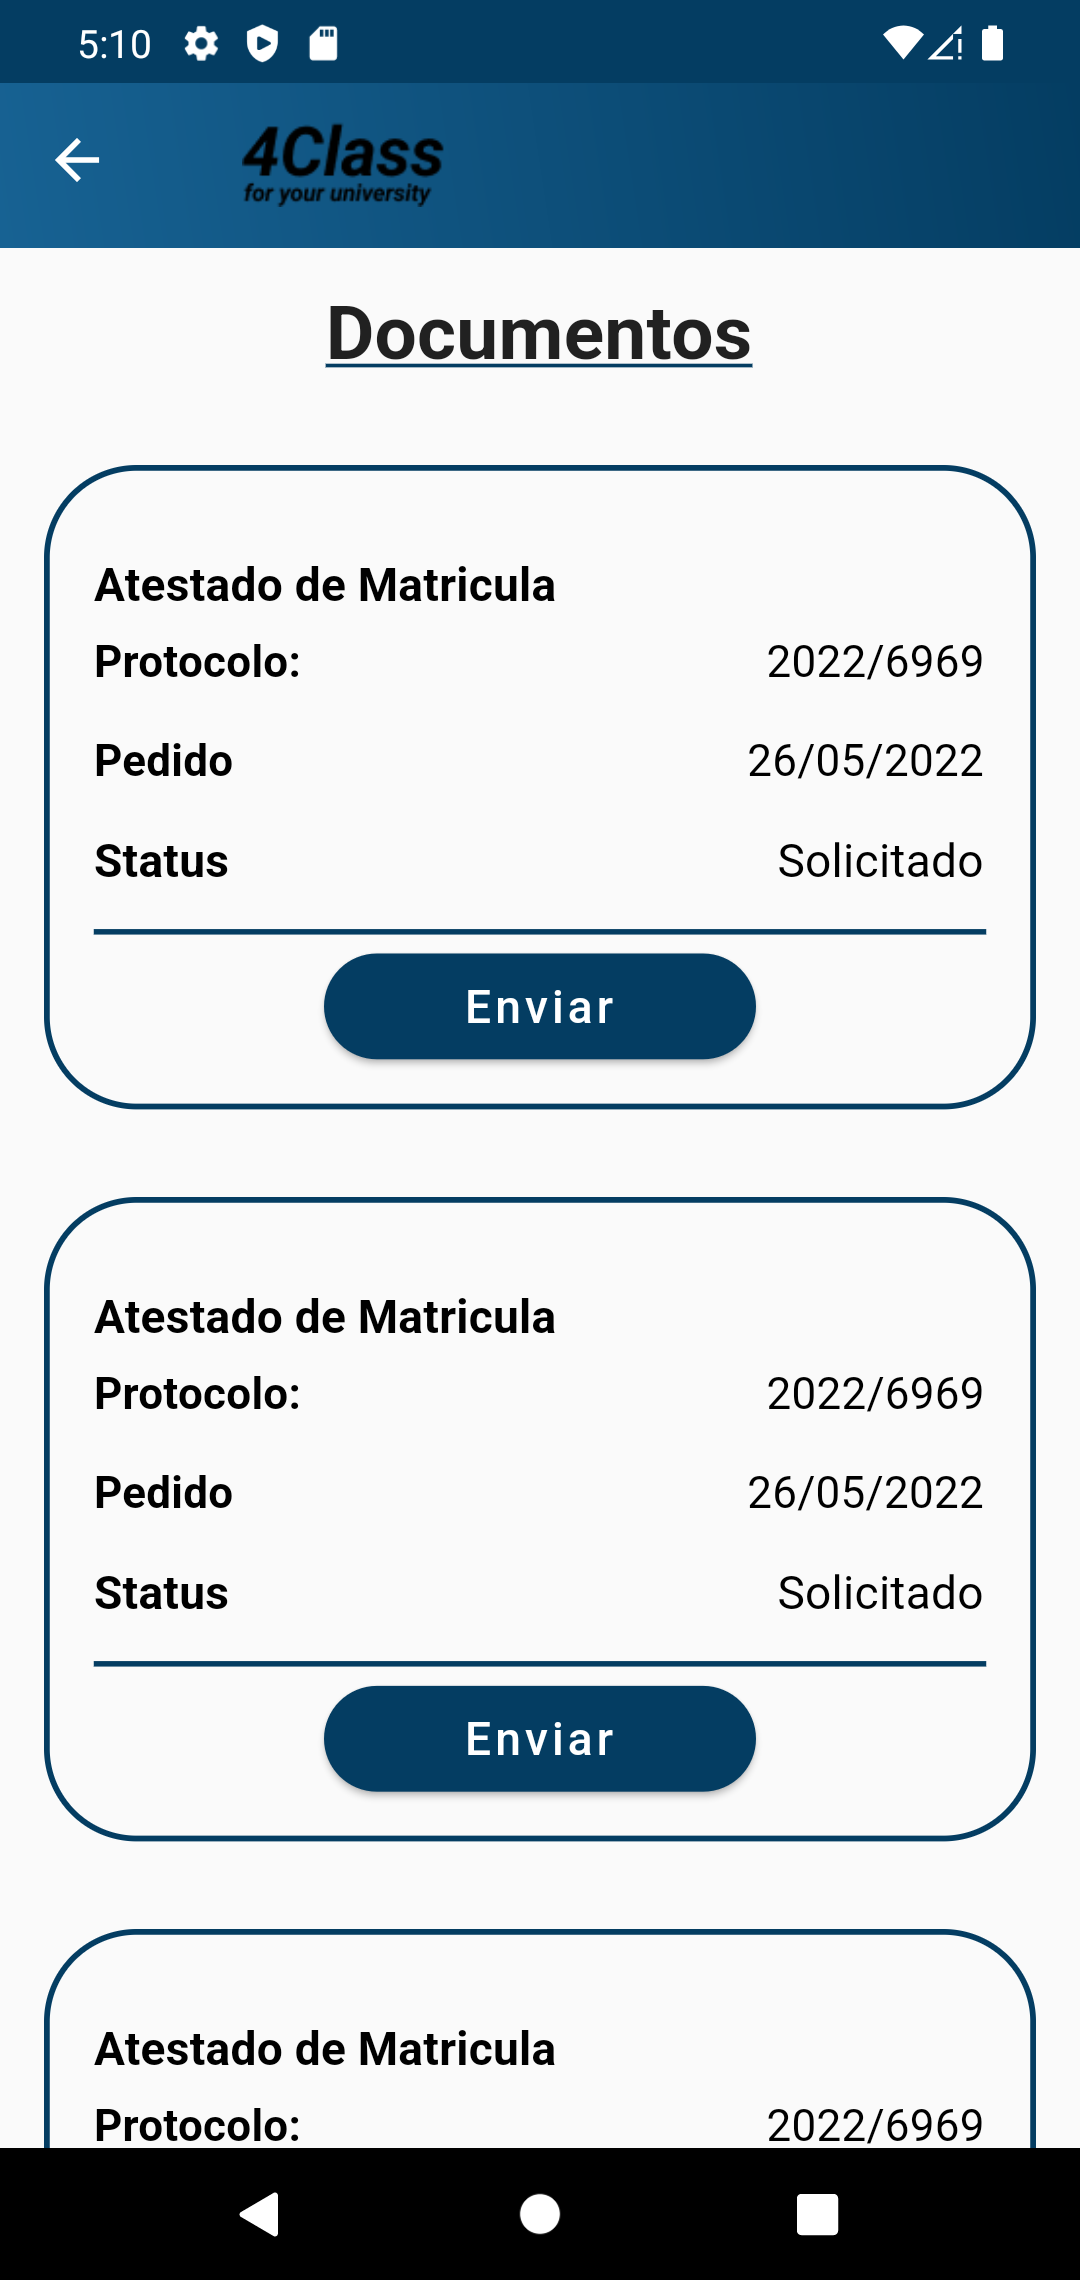 5:10
4Class
for your university
Documentos
Atestado de Matricula
Protocolo: 2022/6969
Pedido 26/05/2022
Status Solicitado
Enviar
Atestado de Matricula
Protocolo: 2022/6969
Pedido 26/05/2022
Status Solicitado
Enviar
Atestado de Matricula
Protocolo: 2022/6969